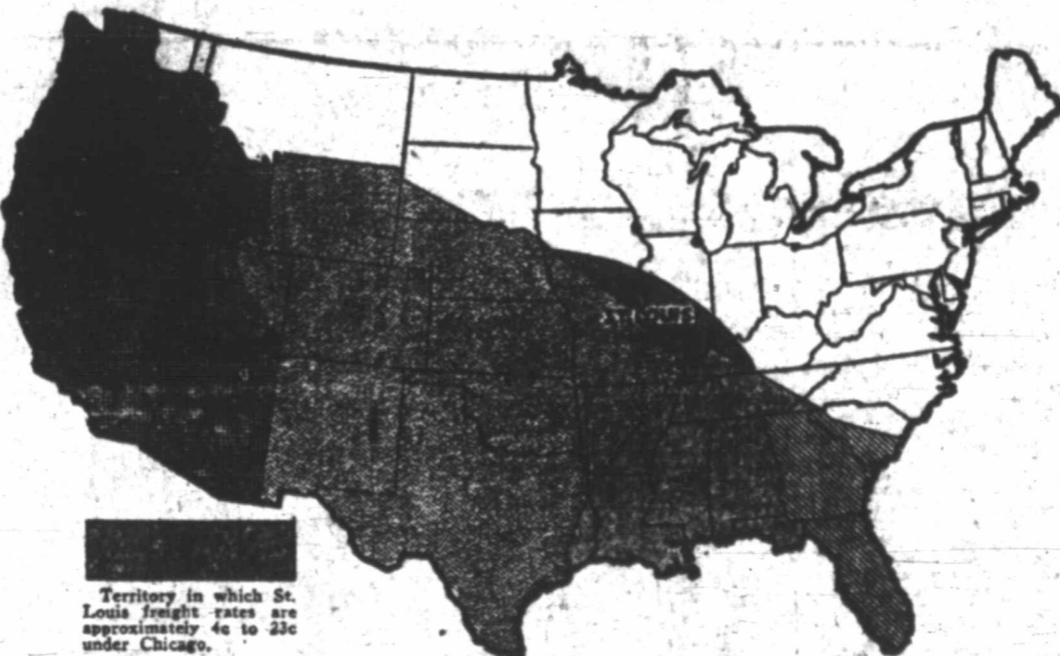 ST. LOUIS
Territory in which St.
Louis freight rates are
approximately 4c to 23c
under Chicago.